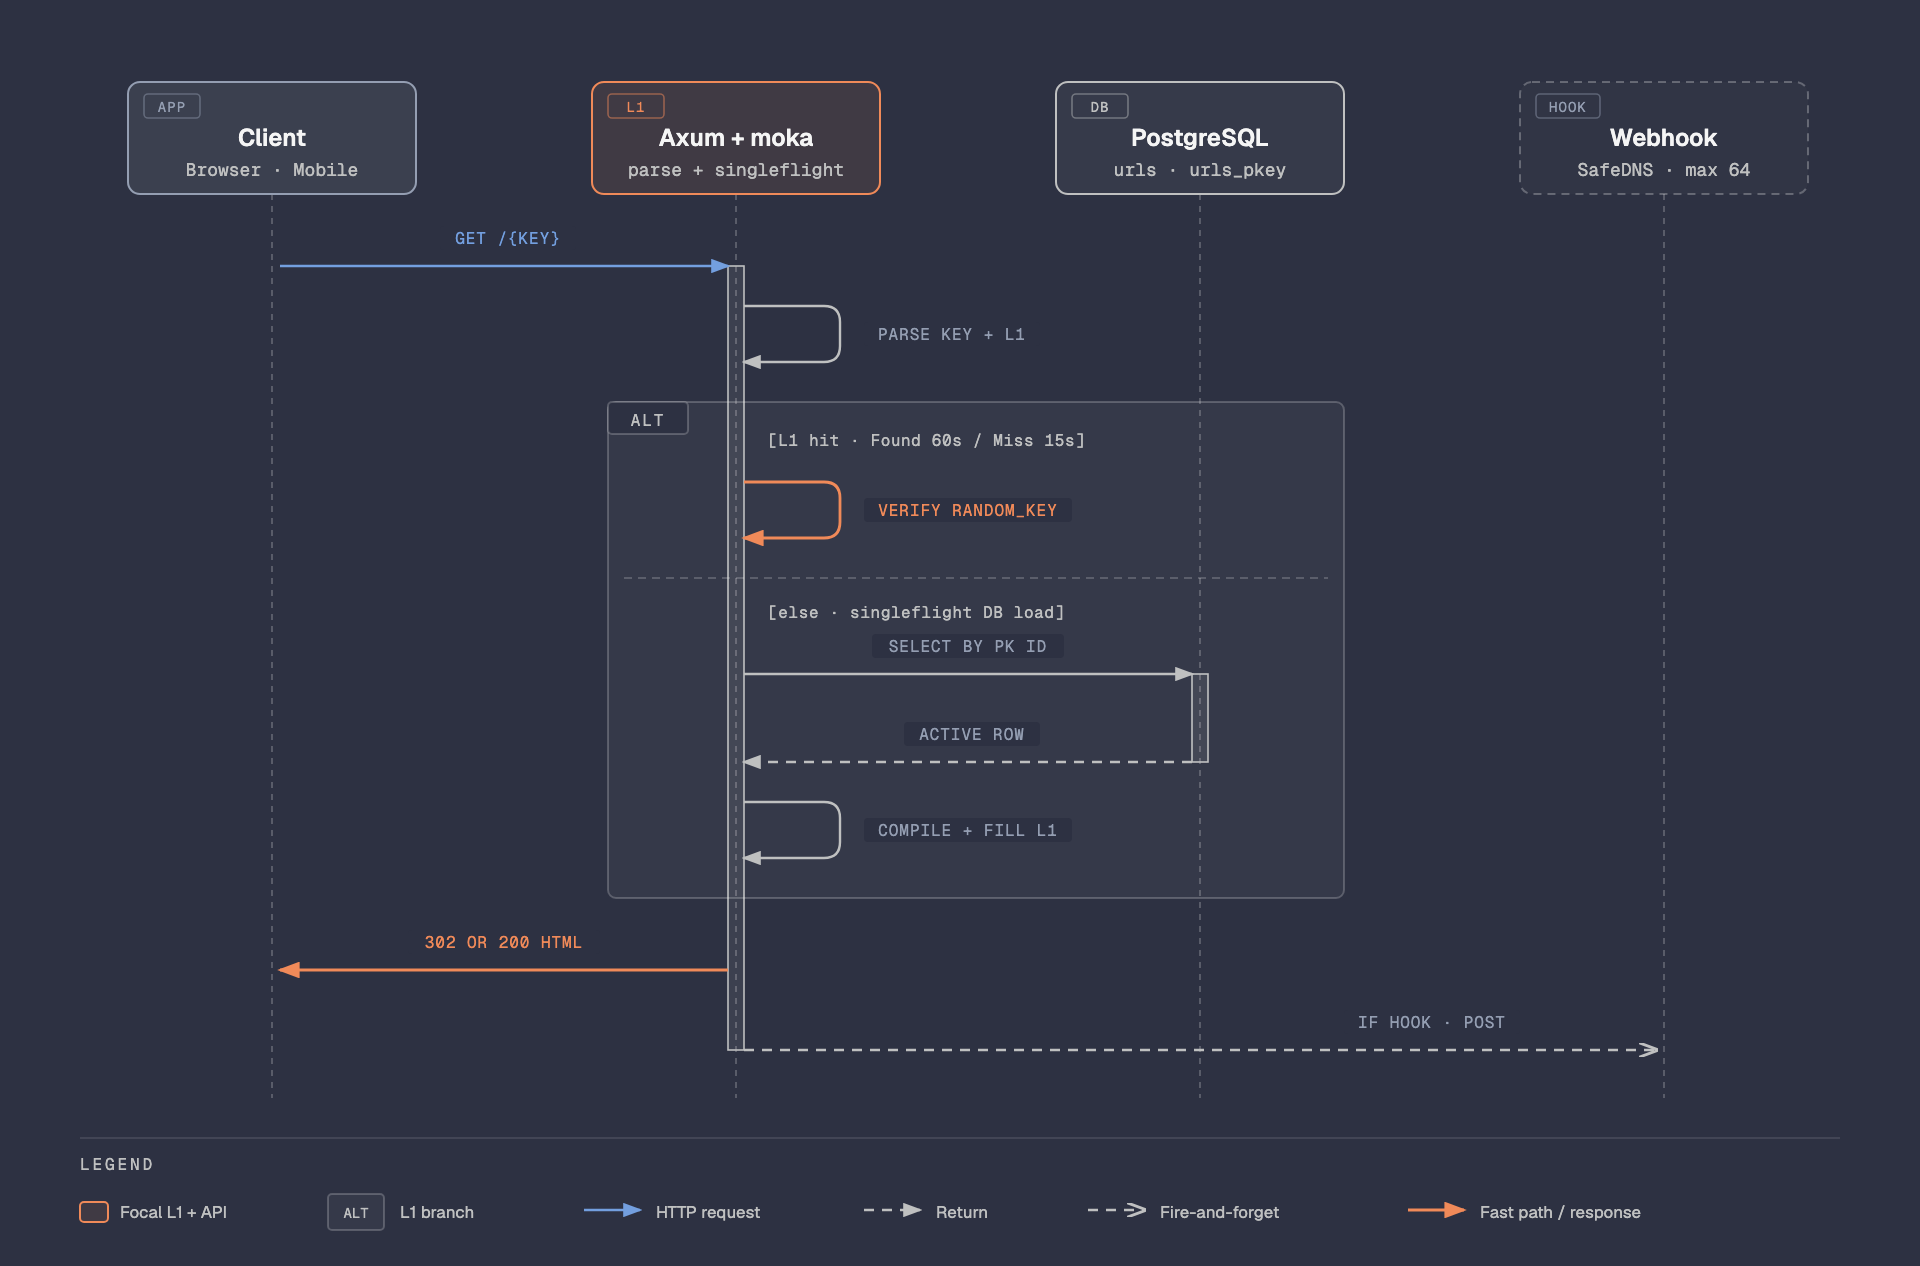 APP
Client
Browser · Mobile
L1
Axum + moka
parse + singleflight
DB
PostgreSQL
urls · urls_pkey
HOOK
Webhook
SafeDNS · max 64
GET /{KEY}
PARSE KEY + L1
ALT
[L1 hit · Found 60s / Miss 15s]
VERIFY RANDOM_KEY
[else · singleflight DB load]
SELECT BY PK ID
ACTIVE ROW
COMPILE + FILL L1
302 OR 200 HTML
IF HOOK · POST
LEGEND
Focal L1 + API
ALT
L1 branch
HTTP request
Return
Fire-and-forget
Fast path / response